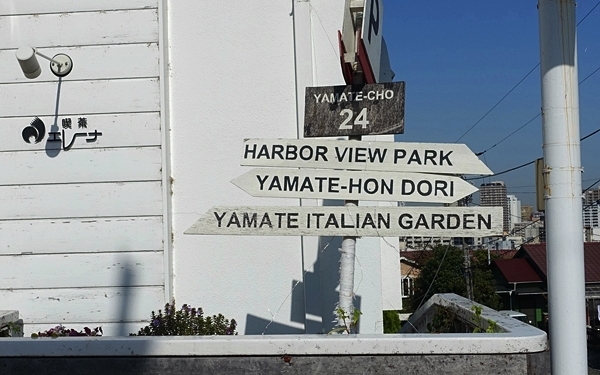 喫茶
エレーナ
YAMATE-CHO
24
HARBOR VIEW PARK
YAMATE-HON DORI
YAMATE ITALIAN GARDEN